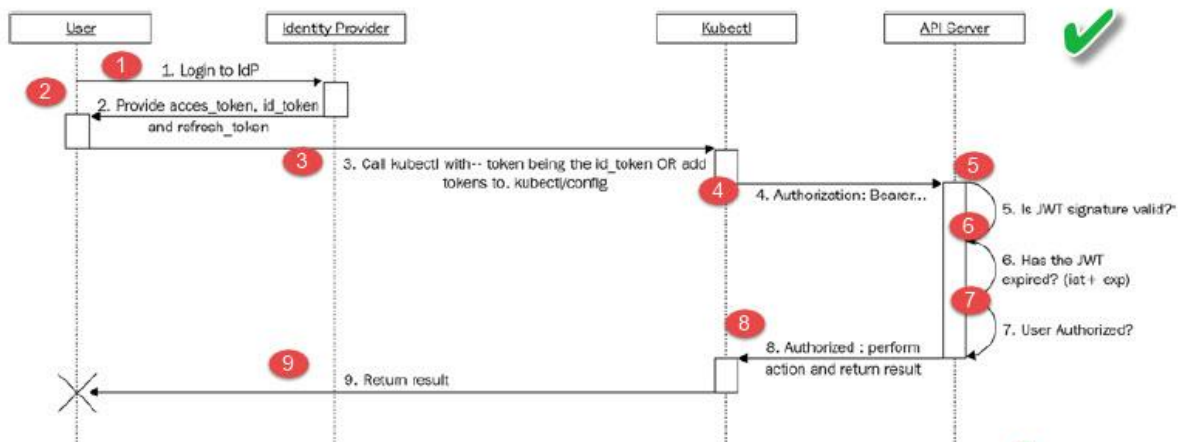 User
Identity Provider
Kubectl
API Server
1
1. Login to IdP
2
2. Provide acces_token, id_token
and refresh_token
3
3. Call kubectl with-- token being the id_token OR add
tokens to. kubectl/config
4
4. Authorization: Bearer...
5
5. Is JWT signature valid?"
6
6. Has the JWT
expired? (iat+ exp)
7
7. User Authorized?
8
8. Authorized : perform
action and return result
9
9. Return result